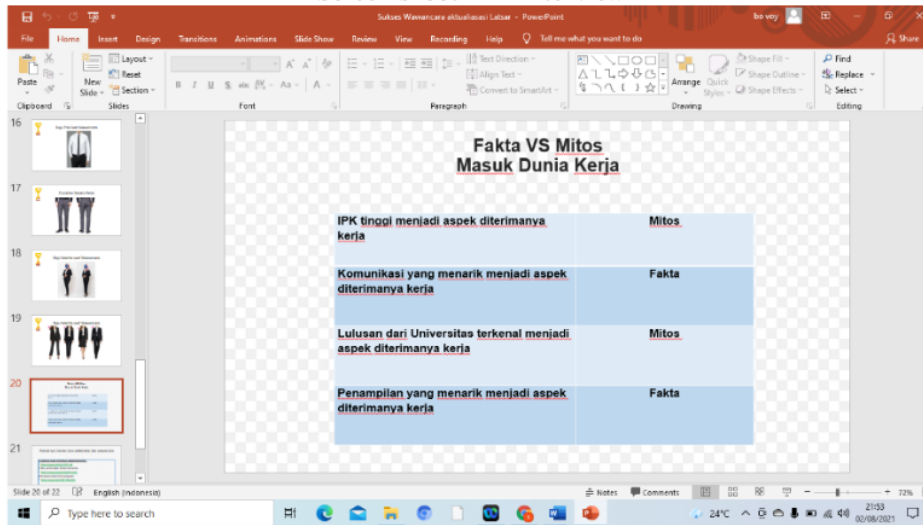 Sukses Wawancara aktualiasasi Latsar - PowerPoint
bo voy
File Home Insert Design Transitions Animations Slide Show Review View Recording Help Tell me what you want to do Share
Paste
New Slide
Layout
Reset
Section
Text Direction
Align Text
Convert to SmartArt
Arrange
Quick Styles
Shape Fill
Shape Outline
Shape Effects
Find
Replace
Select
Clipboard Slides Font Paragraph Drawing Editing
16
17
18
19
20
21
Fakta VS Mitos
Masuk Dunia Kerja
IPK tinggi menjadi aspek diterimanya
kerja
Mitos
Komunikasi yang menarik menjadi aspek
diterimanya kerja
Fakta
Lulusan dari Universitas terkenal menjadi
aspek diterimanya kerja
Mitos
Penampilan yang menarik menjadi aspek
diterimanya kerja
Fakta
Slide 20 of 22 English (Indonesia) Notes Comments 72%
Type here to search
24°C
21:53
02/08/2021